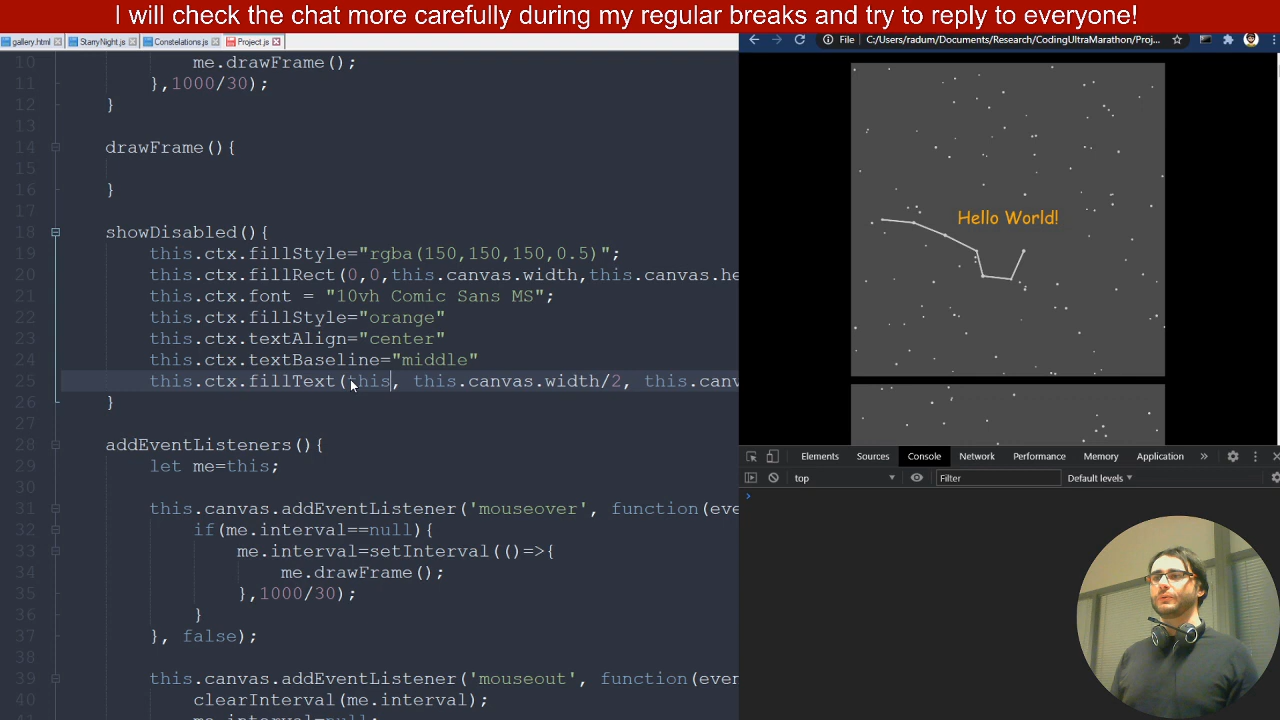 I will check the chat more carefully during my regular breaks and try to reply to everyone!
gallery.html StarryNight.js Constelations.js Project.js
File C:/Users/radum/Documents/Research/CodingUltraMarathon/Proj...
10 me.drawFrame();
11 },1000/30);
12 }
13
14 drawFrame(){
15
16 }
17
18 showDisabled(){
19 this.ctx.fillStyle="rgba(150,150,150,0.5)";
20 this.ctx.fillRect(0,0,this.canvas.width,this.canvas.he
21 this.ctx.font = "10vh Comic Sans MS";
22 this.ctx.fillStyle="orange"
23 this.ctx.textAlign="center"
24 this.ctx.textBaseline="middle"
25 this.ctx.fillText(this, this.canvas.width/2, this.canv
26 }
27
28 addEventListeners(){
29 let me=this;
30
31 this.canvas.addEventListener('mouseover', function(eve
32 if(me.interval==null){
33 me.interval=setInterval(()=>{
34 me.drawFrame();
35 },1000/30);
36 }
37 }, false);
38
39 this.canvas.addEventListener('mouseout', function(even
40 clearInterval(me.interval);
41 me.interval=null;
Hello World!
Elements Sources Console Network Performance Memory Application »
top Filter Default levels